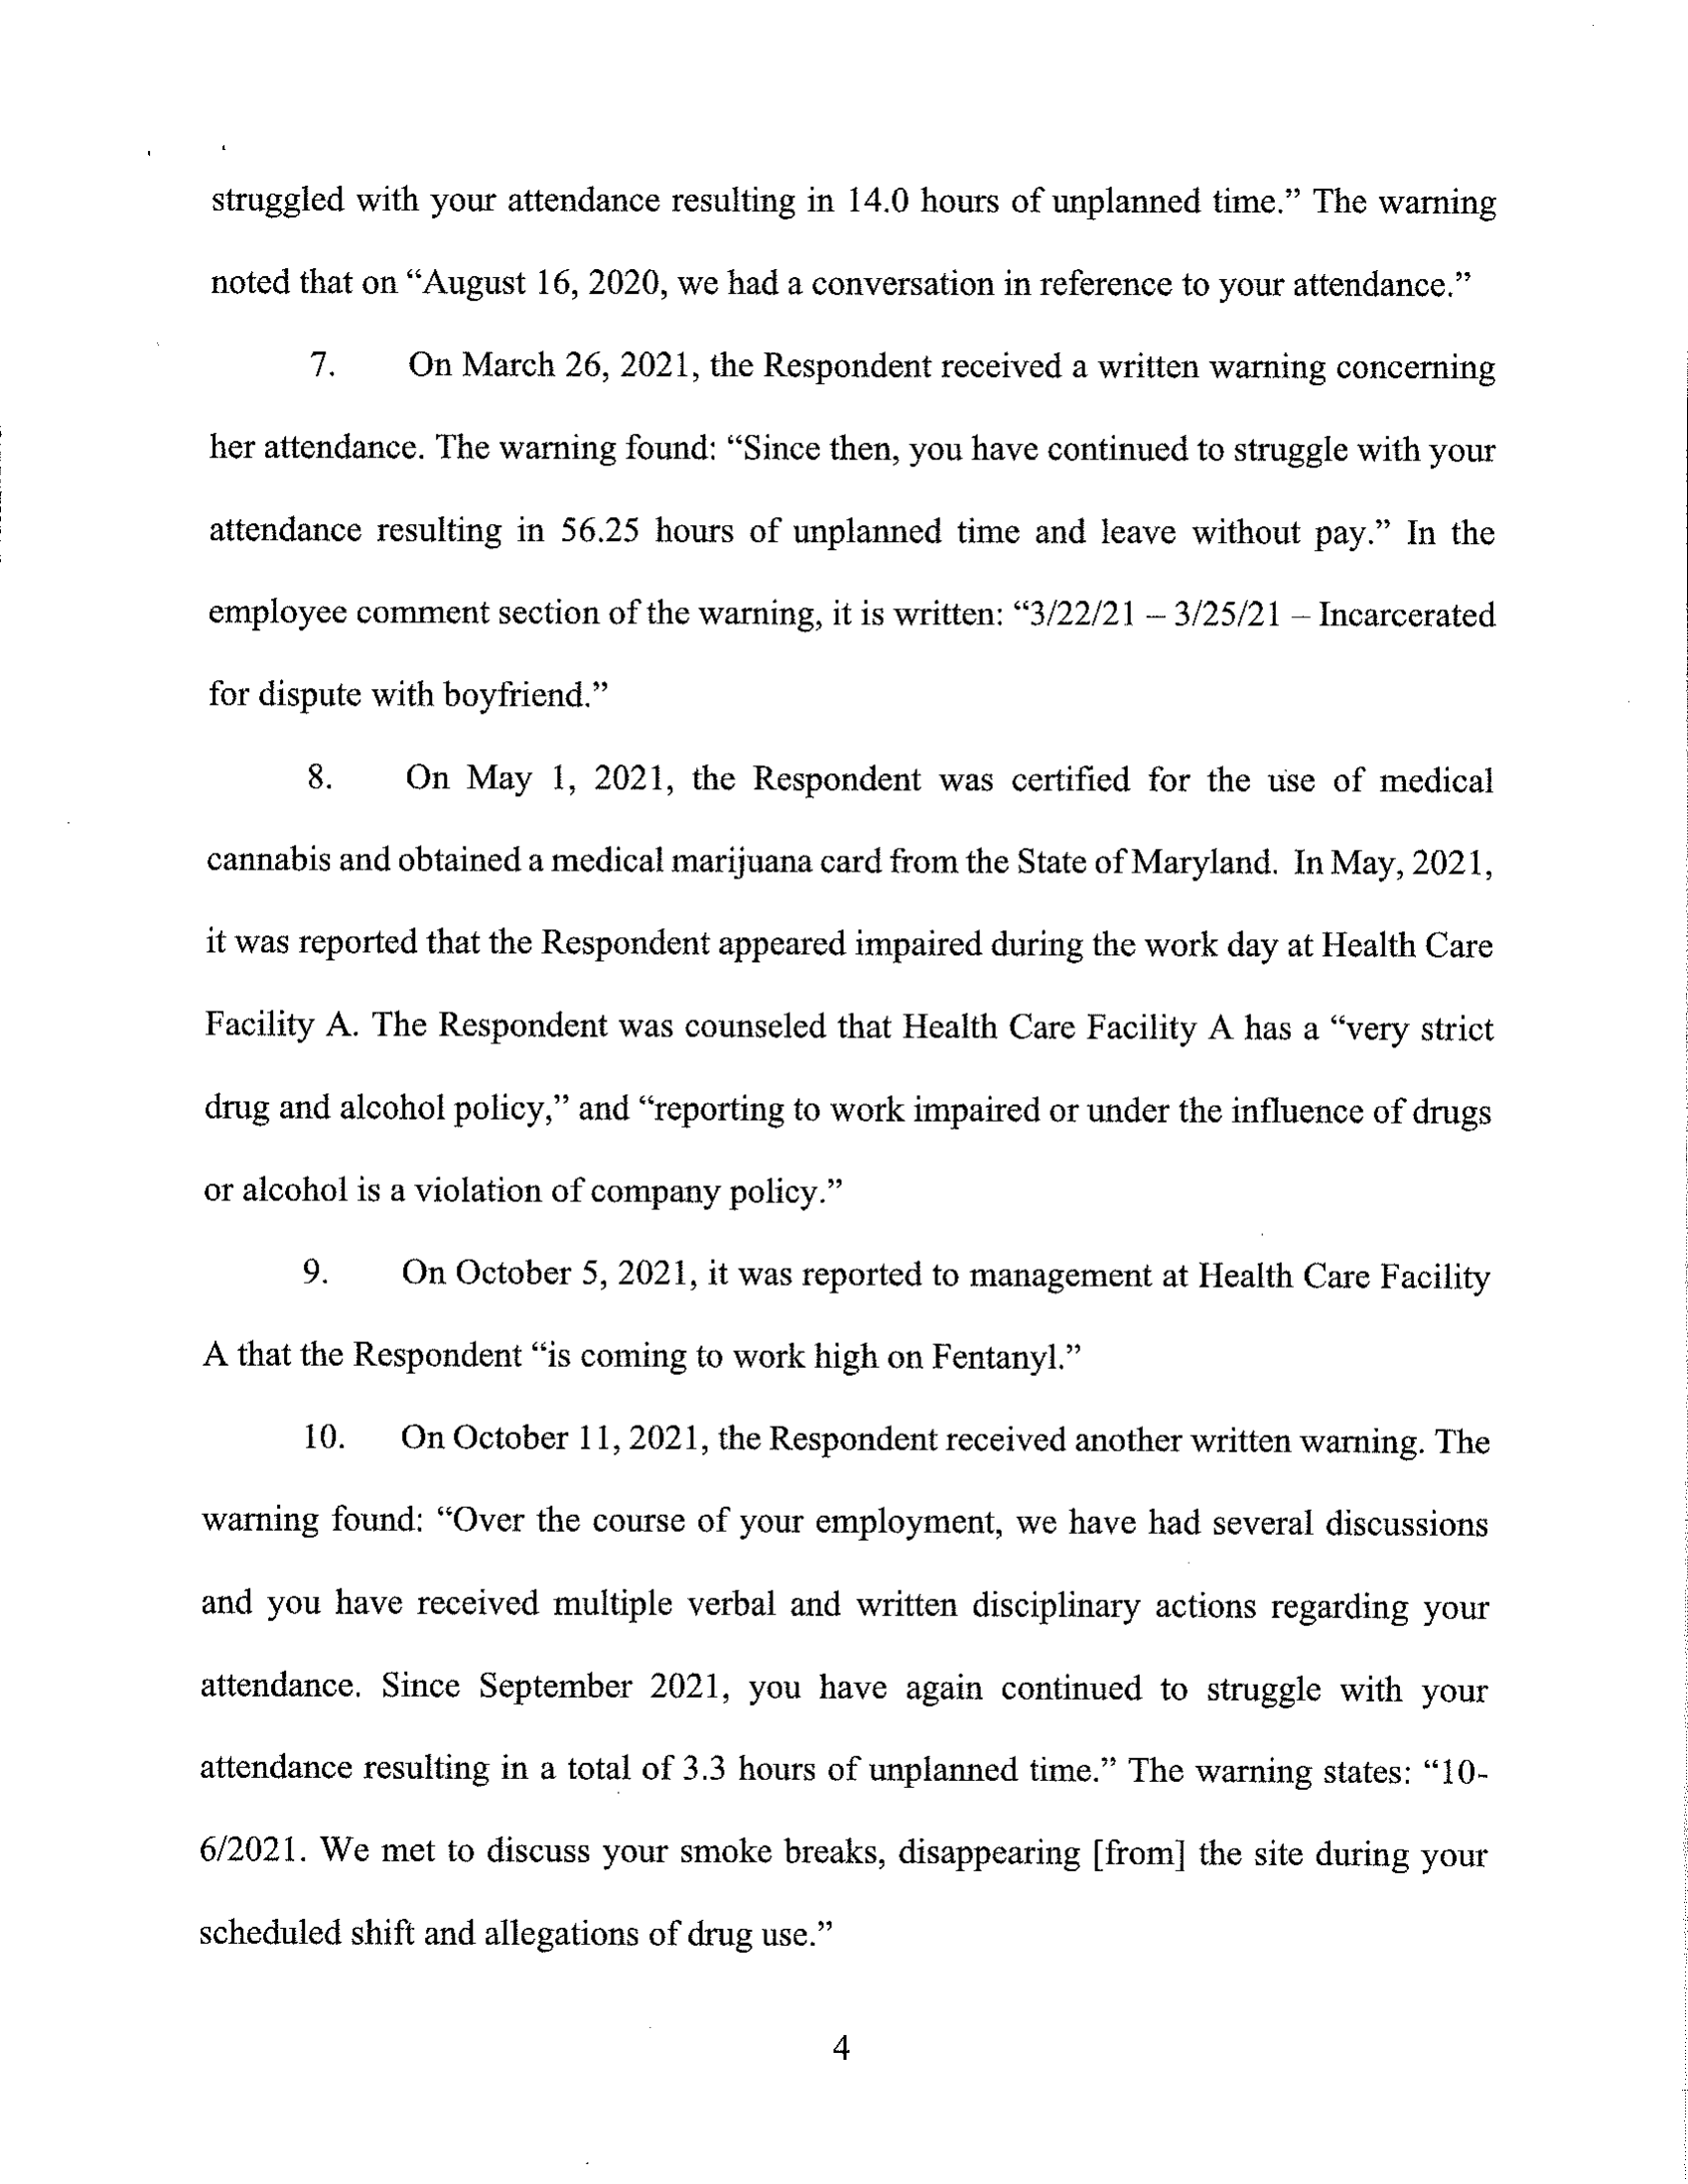 struggled with your attendance resulting in 14.0 hours of unplanned time.” The warning
noted that on “August 16, 2020, we had a conversation in reference to your attendance.”
7. On March 26, 2021, the Respondent received a written warning concerning
her attendance. The warning found: “Since then, you have continued to struggle with your
attendance resulting in 56.25 hours of unplanned time and leave without pay.” In the
employee comment section of the warning, it is written: “3/22/21 – 3/25/21 – Incarcerated
for dispute with boyfriend.”
8. On May 1, 2021, the Respondent was certified for the use of medical
cannabis and obtained a medical marijuana card from the State of Maryland. In May, 2021,
it was reported that the Respondent appeared impaired during the work day at Health Care
Facility A. The Respondent was counseled that Health Care Facility A has a “very strict
drug and alcohol policy,” and “reporting to work impaired or under the influence of drugs
or alcohol is a violation of company policy.”
9. On October 5, 2021, it was reported to management at Health Care Facility
A that the Respondent “is coming to work high on Fentanyl.”
10. On October 11, 2021, the Respondent received another written warning. The
warning found: “Over the course of your employment, we have had several discussions
and you have received multiple verbal and written disciplinary actions regarding your
attendance. Since September 2021, you have again continued to struggle with your
attendance resulting in a total of 3.3 hours of unplanned time.” The warning states: “10-
6/2021. We met to discuss your smoke breaks, disappearing [from] the site during your
scheduled shift and allegations of drug use.”
4